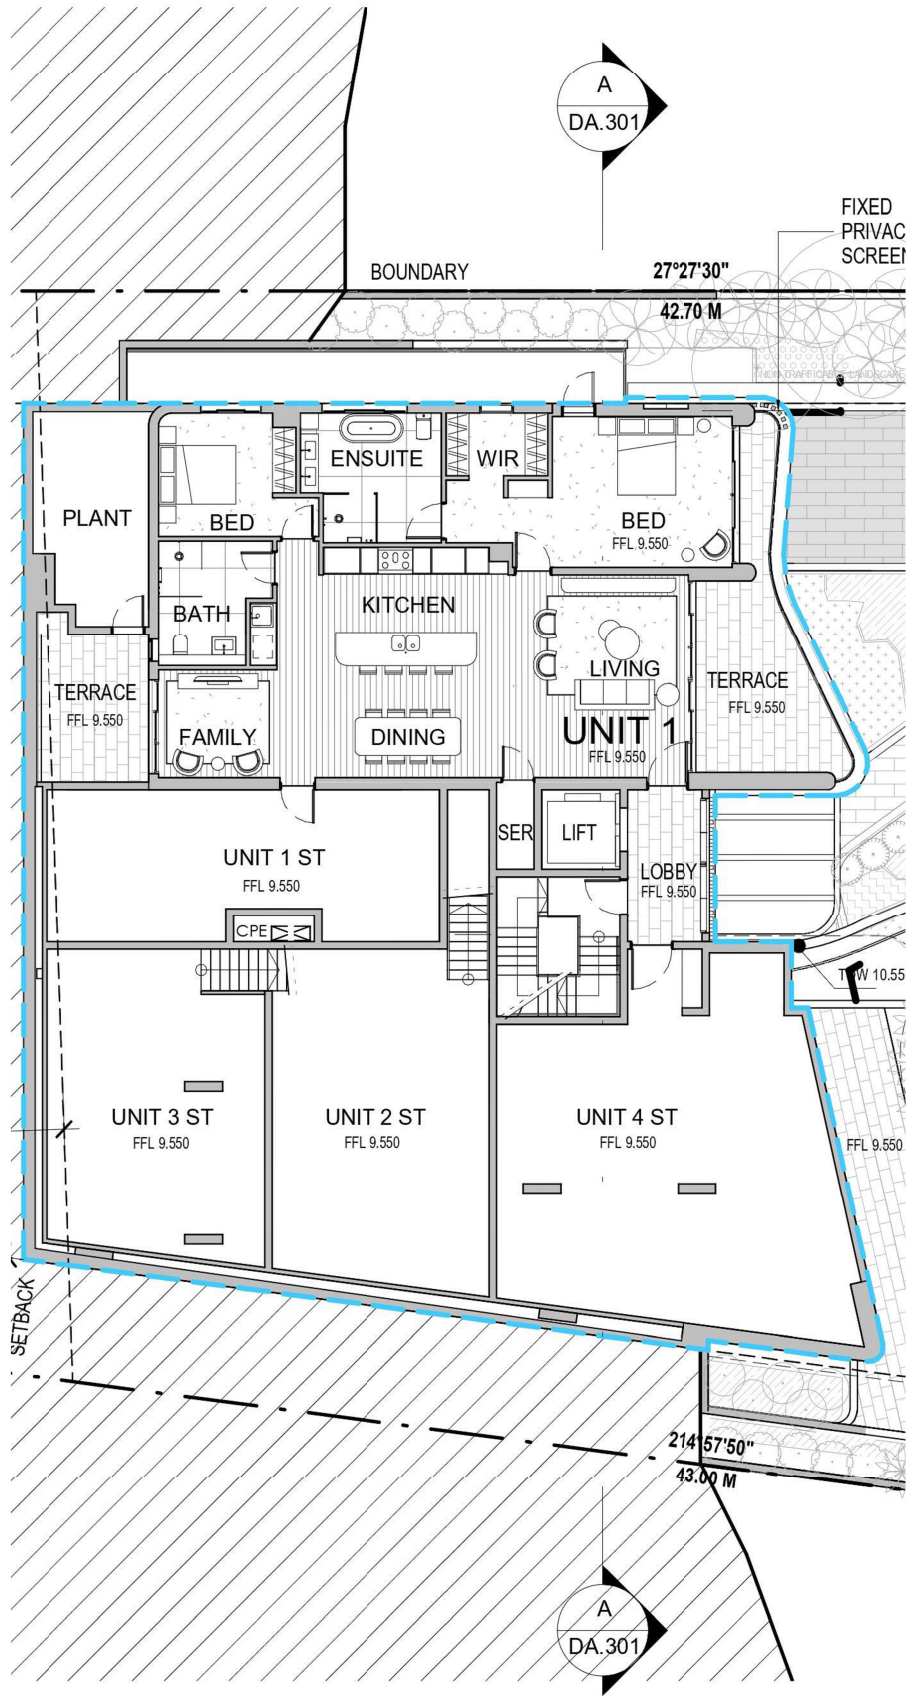 A
DA.301
FIXED
PRIVAC
SCREEN
BOUNDARY
27°27'30"
42.70 M
ENSUITE
WIR
PLANT
BED
BED
FFL 9.550
KITCHEN
BATH
LIVING
TERRACE
FFL 9.550
TERRACE
FFL 9.550
FAMILY
DINING
UNIT 1
FFL 9.550
SER
LIFT
UNIT 1 ST
FFL 9.550
LOBBY
FFL 9.550
CPE
UNIT 3 ST
FFL 9.550
UNIT 2 ST
FFL 9.550
UNIT 4 ST
FFL 9.550
FFL 9.550
SETBACK
214°57'50"
43.00 M
A
DA.301